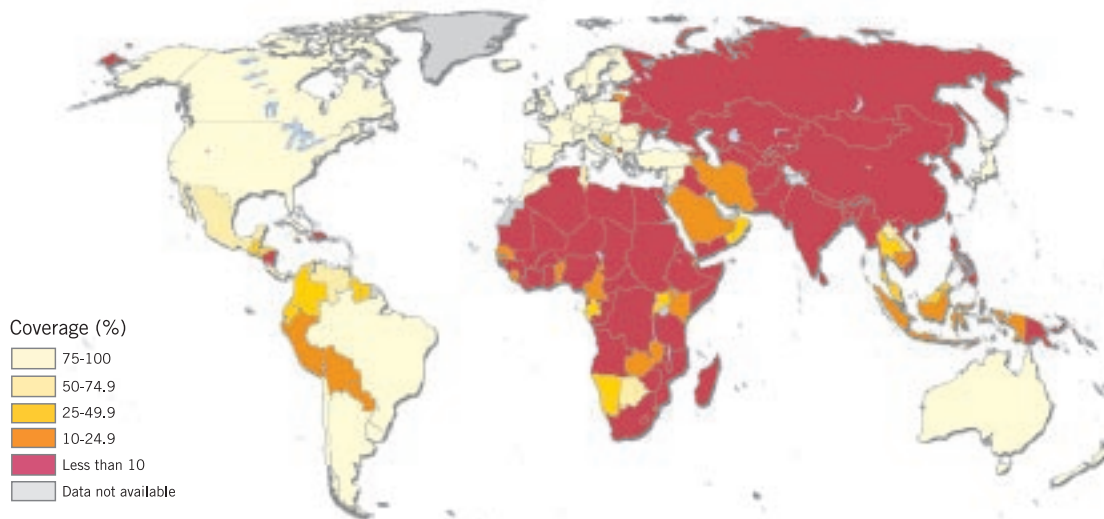 Coverage (%)
75-100
50-74.9
25-49.9
10-24.9
Less than 10
Data not available